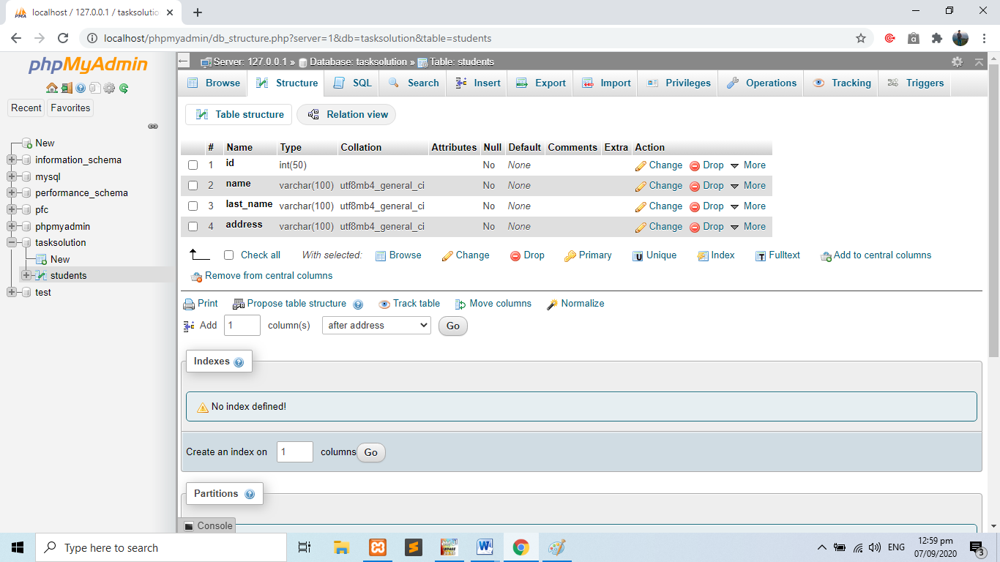 localhost / 127.0.0.1 / tasksolutio
localhost/phpmyadmin/db_structure.php?server=1&db=tasksolution&table=students
phpMyAdmin
Recent Favorites
New
information_schema
mysql
performance_schema
pfc
phpmyadmin
tasksolution
New
students
test
Server: 127.0.0.1 » Database: tasksolution » Table: students
Browse Structure SQL Search Insert Export Import Privileges Operations Tracking Triggers
Table structure Relation view
# Name Type Collation Attributes Null Default Comments Extra Action
1 id int(50) No None Change Drop More
2 name varchar(100) utf8mb4_general_ci No None Change Drop More
3 last_name varchar(100) utf8mb4_general_ci No None Change Drop More
4 address varchar(100) utf8mb4_general_ci No None Change Drop More
Check all With selected: Browse Change Drop Primary Unique Index Fulltext Add to central columns
Remove from central columns
Print Propose table structure Track table Move columns Normalize
Add 1 column(s) after address Go
Indexes
No index defined!
Create an index on 1 columns Go
Partitions
Console
Type here to search
ENG
12:59 pm
07/09/2020
3